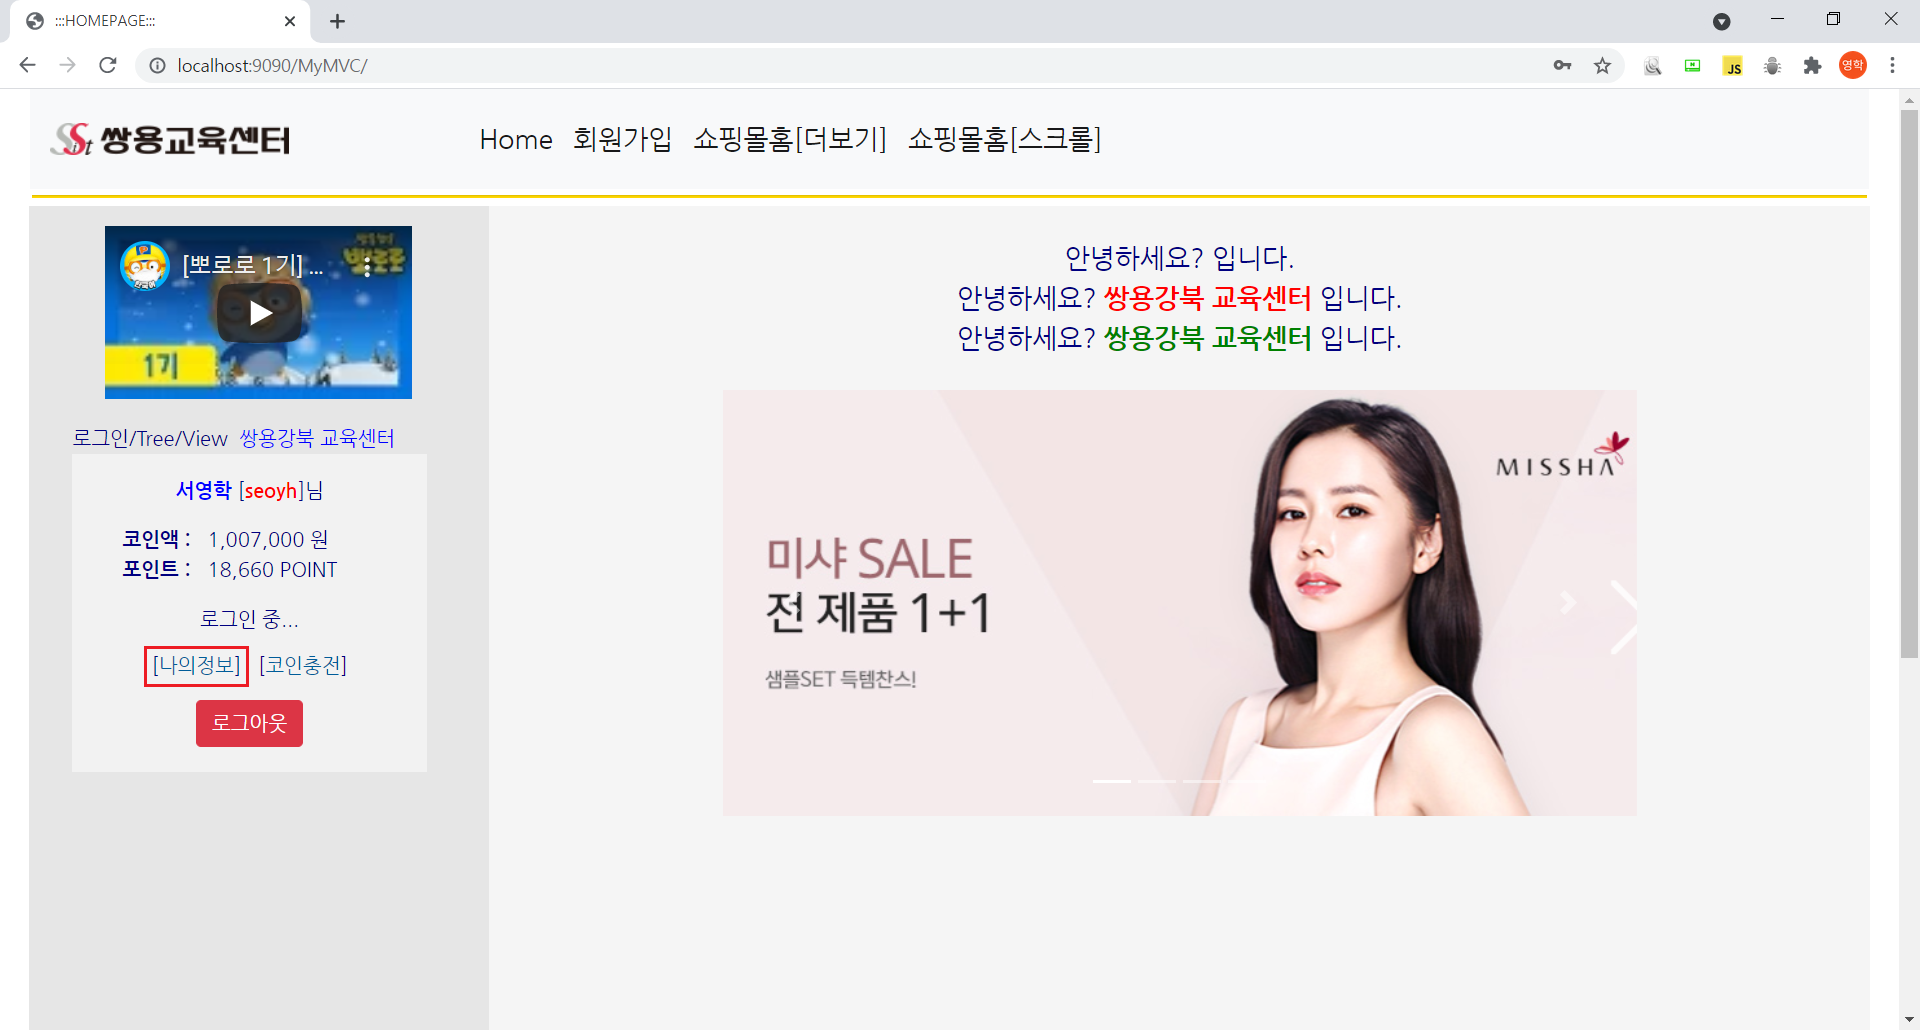 :::HOMEPAGE:::
localhost:9090/MyMVC/
JS
영학
SSit 쌍용교육센터
Home 회원가입 쇼핑몰홈[더보기] 쇼핑몰홈[스크롤]
[뽀로로 1기] ...
뽀로로
1기
로그인/Tree/View 쌍용강북 교육센터
서영학 [seoyh]님
코인액 : 1,007,000 원
포인트 : 18,660 POINT
로그인 중...
[나의정보] [코인충전]
로그아웃
안녕하세요? 입니다.
안녕하세요? 쌍용강북 교육센터 입니다.
안녕하세요? 쌍용강북 교육센터 입니다.
MISSHA
미샤 SALE
전 제품 1+1
샘플SET 득템찬스!